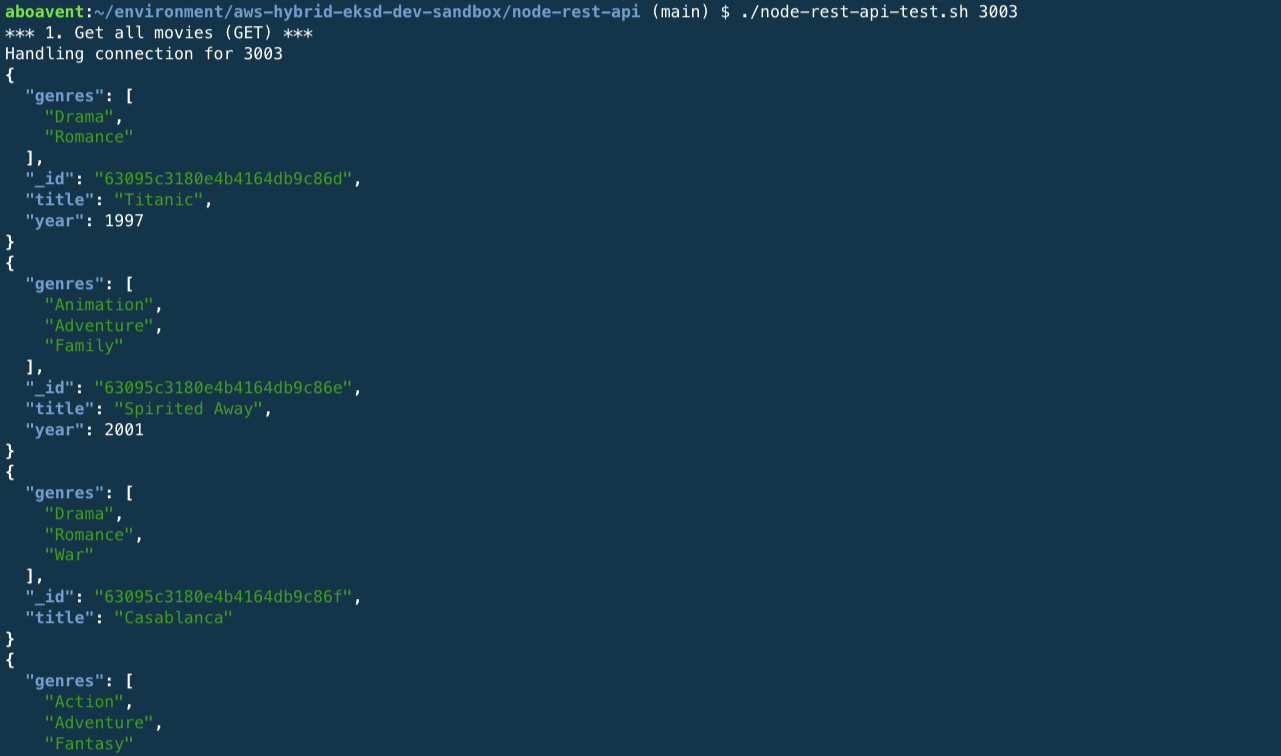 aboavent:~/environment/aws-hybrid-eksd-dev-sandbox/node-rest-api (main) $ ./node-rest-api-test.sh 3003
*** 1. Get all movies (GET) ***
Handling connection for 3003
{
  "genres": [
    "Drama",
    "Romance"
  ],
  "_id": "63095c3180e4b4164db9c86d",
  "title": "Titanic",
  "year": 1997
}
{
  "genres": [
    "Animation",
    "Adventure",
    "Family"
  ],
  "_id": "63095c3180e4b4164db9c86e",
  "title": "Spirited Away",
  "year": 2001
}
{
  "genres": [
    "Drama",
    "Romance",
    "War"
  ],
  "_id": "63095c3180e4b4164db9c86f",
  "title": "Casablanca"
}
{
  "genres": [
    "Action",
    "Adventure",
    "Fantasy"